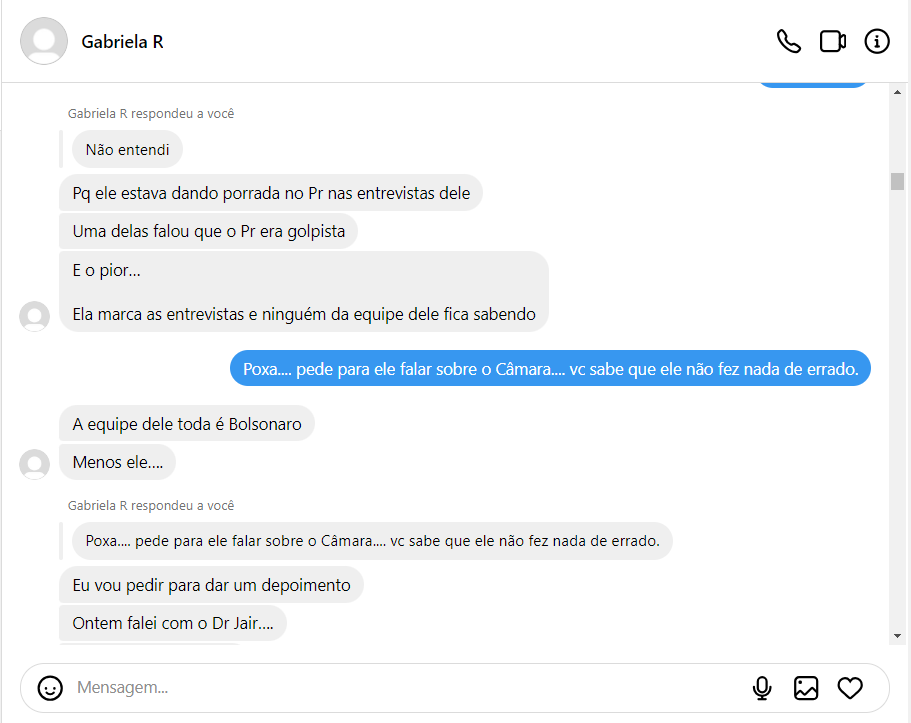 Gabriela R
Gabriela R respondeu a você
Não entendi
Pq ele estava dando porrada no Pr nas entrevistas dele
Uma delas falou que o Pr era golpista
E o pior...
Ela marca as entrevistas e ninguém da equipe dele fica sabendo
Poxa.... pede para ele falar sobre o Câmara.... vc sabe que ele não fez nada de errado.
A equipe dele toda é Bolsonaro
Menos ele....
Gabriela R respondeu a você
Poxa.... pede para ele falar sobre o Câmara.... vc sabe que ele não fez nada de errado.
Eu vou pedir para dar um depoimento
Ontem falei com o Dr Jair....
Mensagem...